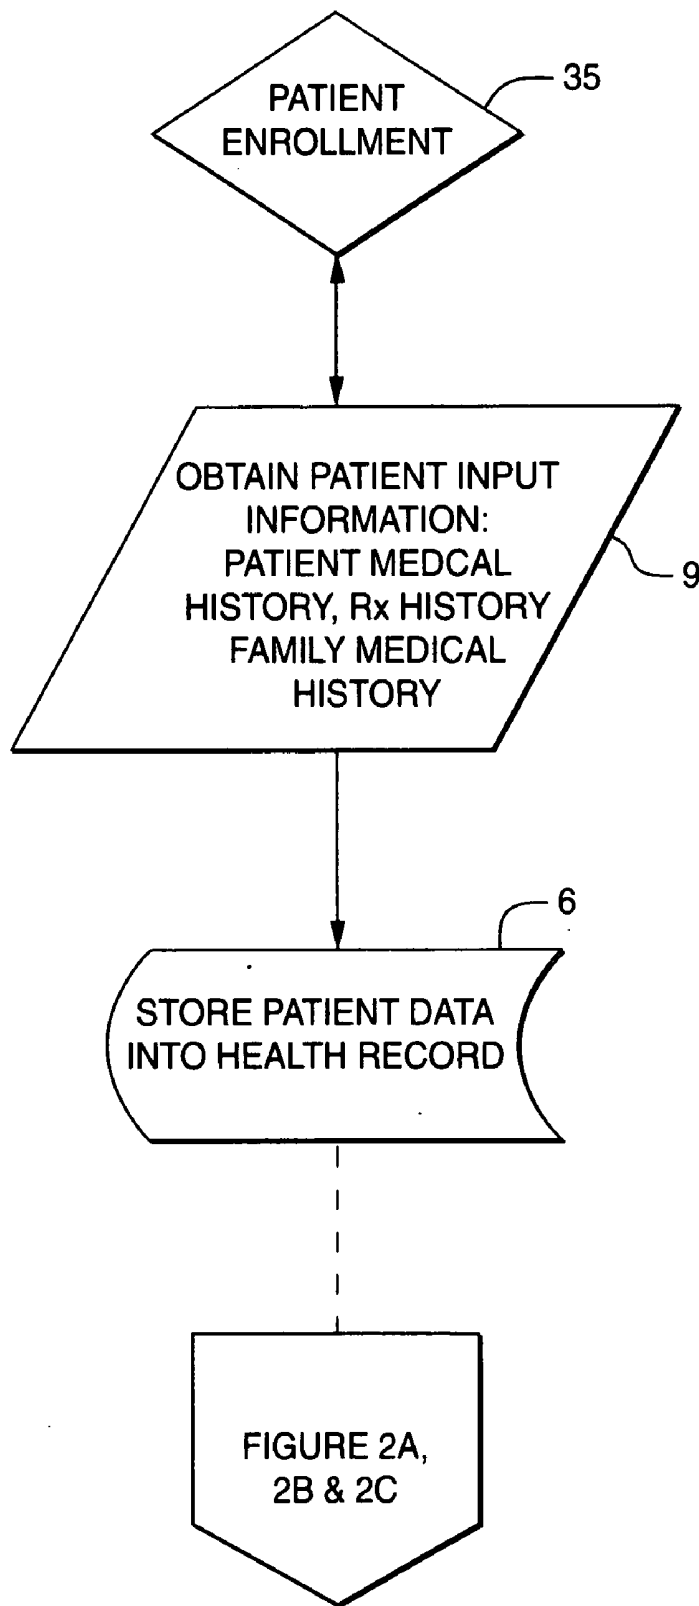 PATIENT
ENROLLMENT
35
OBTAIN PATIENT INPUT
INFORMATION:
PATIENT MEDCAL
HISTORY, Rx HISTORY
FAMILY MEDICAL
HISTORY
9
6
STORE PATIENT DATA
INTO HEALTH RECORD
FIGURE 2A,
2B & 2C